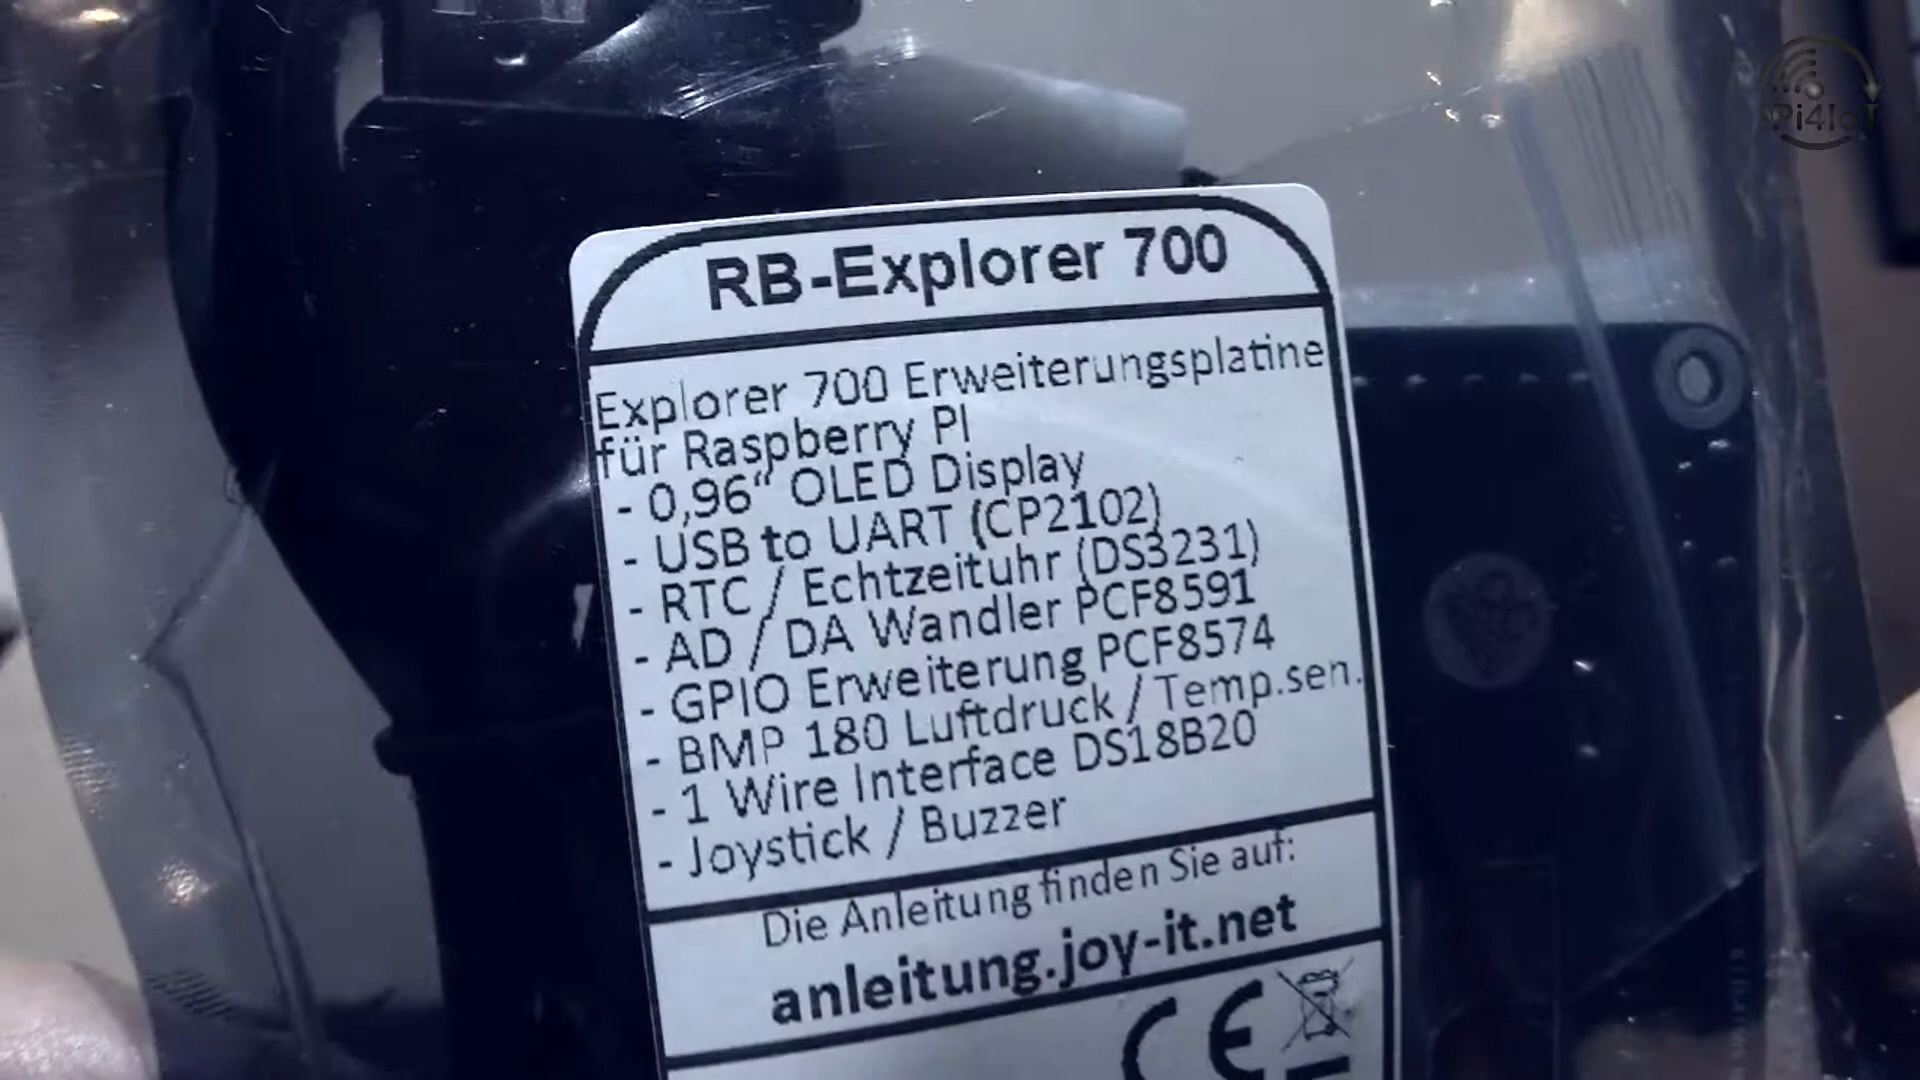 Pi4IoT
RB-Explorer 700
Explorer 700 Erweiterungsplatine
für Raspberry PI
- 0,96“ OLED Display
- USB to UART (CP2102)
- RTC / Echtzeituhr (DS3231)
- AD / DA Wandler PCF8591
- GPIO Erweiterung PCF8574
- BMP 180 Luftdruck / Temp.sen.
- 1 Wire Interface DS18B20
- Joystick / Buzzer
Die Anleitung finden Sie auf:
anleitung.joy-it.net
CE